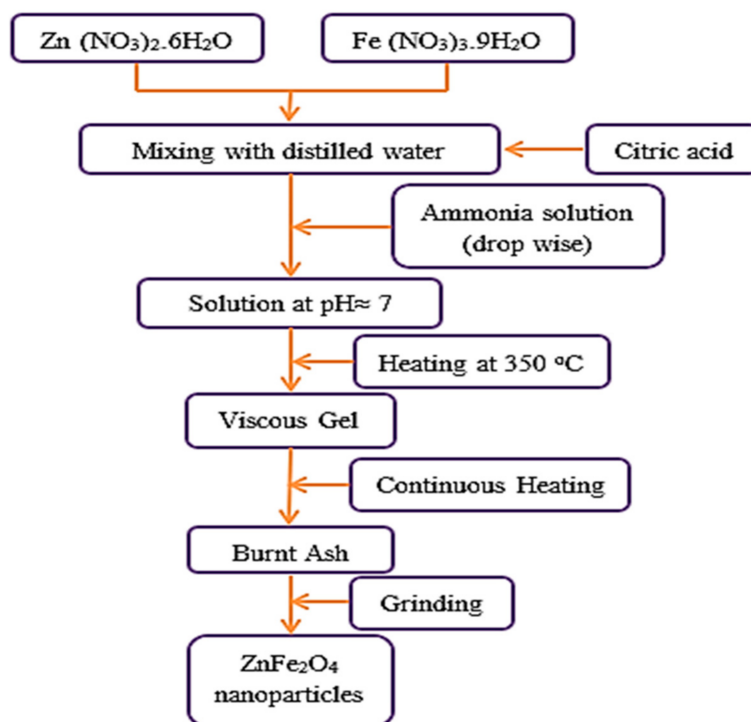 Zn (NO₃)₂.6H₂O
Fe (NO₃)₃.9H₂O
Mixing with distilled water
Citric acid
Ammonia solution
(drop wise)
Solution at pH≈ 7
Heating at 350 ᵒC
Viscous Gel
Continuous Heating
Burnt Ash
Grinding
ZnFe₂O₄
nanoparticles